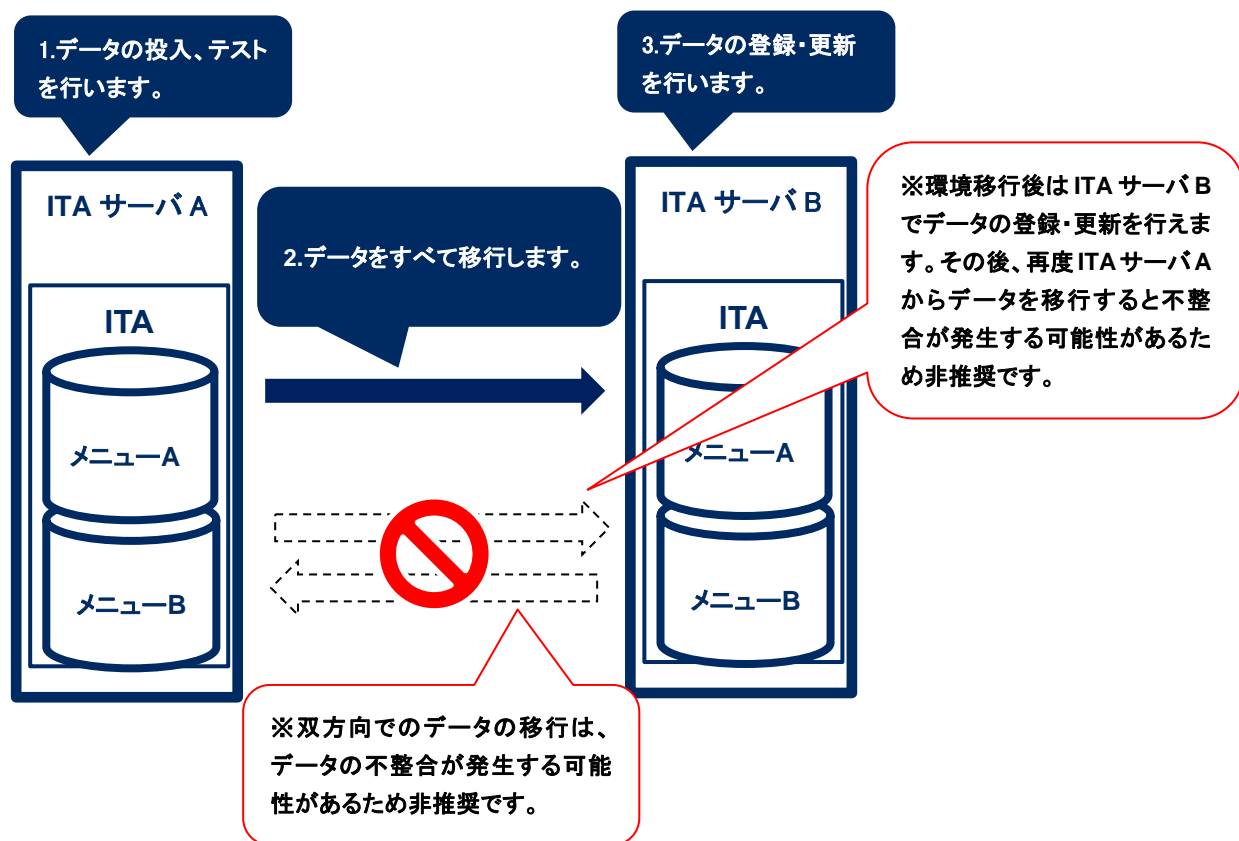 1.データの投入、テスト
を行います。
3.データの登録・更新
を行います。
ITA サーバ A
2.データをすべて移行します。
ITA サーバ B
※環境移行後は ITA サーバ B
でデータの登録・更新を行えま
す。その後、再度 ITA サーバ A
からデータを移行すると不整
合が発生する可能性があるた
め非推奨です。
ITA
メニューA
メニューB
ITA
メニューA
メニューB
※双方向でのデータの移行は、
データの不整合が発生する可能
性があるため非推奨です。